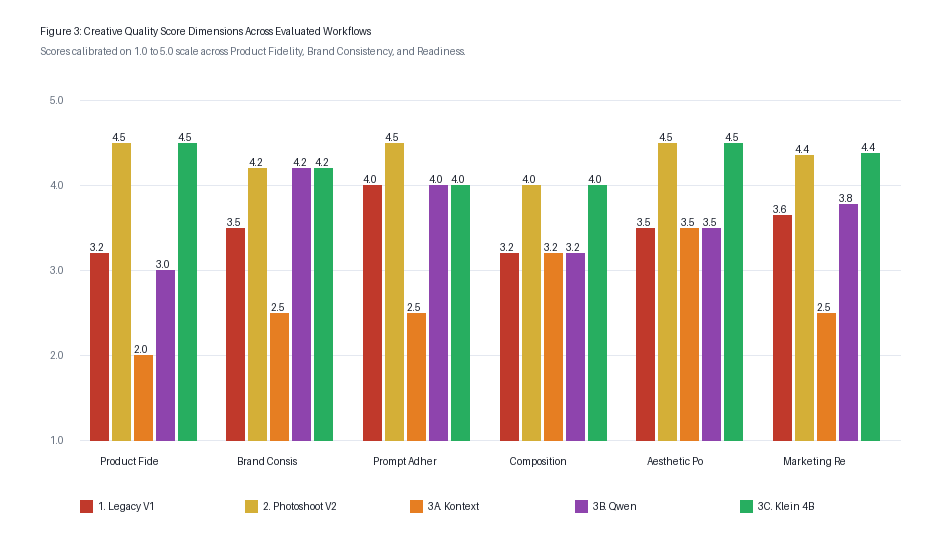 Figure 3: Creative Quality Score Dimensions Across Evaluated Workflows
Scores calibrated on 1.0 to 5.0 scale across Product Fidelity, Brand Consistency, and Readiness.
5.0
4.0
3.0
2.0
1.0
3.2 4.5 2.0 3.0 4.5
3.5 4.2 2.5 4.2 4.2
4.0 4.5 2.5 4.0 4.0
3.2 4.0 3.2 3.2 4.0
3.5 4.5 3.5 3.5 4.5
3.6 4.4 2.5 3.8 4.4
Product Fide Brand Consis Prompt Adher Composition Aesthetic Po Marketing Re
1. Legacy V1 2. Photoshoot V2 3A. Kontext 3B. Qwen 3C. Klein 4B